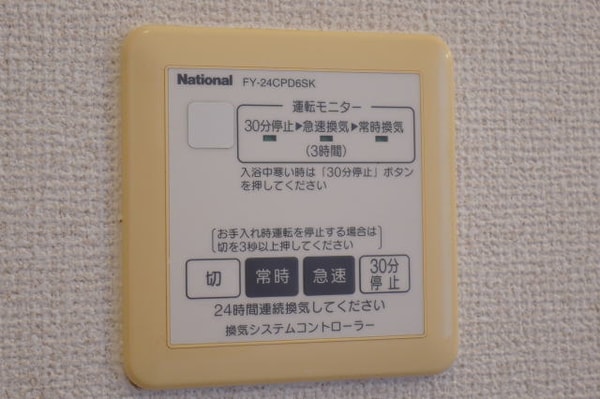 National FY-24CPD6SK
運転モニター
30分停止▶急速換気▶常時換気
(3時間)
入浴中寒い時は「30分停止」ボタン
を押してください
お手入れ時運転を停止する場合は
切を3秒以上押してください
切 常時 急速 30分
停止
24時間連続換気してください
換気システムコントローラー